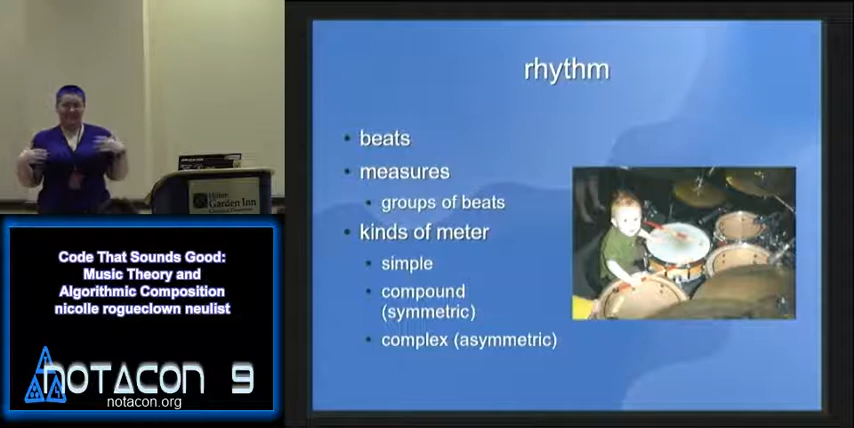 rhythm
beats
measures
groups of beats
kinds of meter
simple
compound
(symmetric)
complex (asymmetric)
Garden Inn
Code That Sounds Good:
Music Theory and
Algorithmic Composition
nicolle rogueclown neulist
NOTACON 9
notacon.org